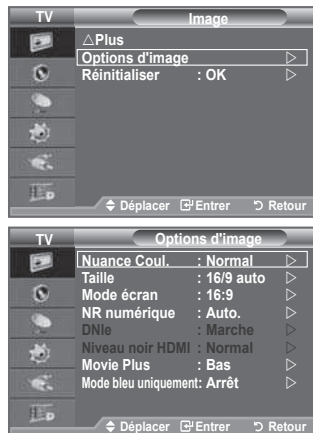 TV Image
△Plus
Options d'image ▷
Réinitialiser : OK ▷
Déplacer Entrer Retour
TV Options d'image
Nuance Coul. : Normal ▷
Taille : 16/9 auto ▷
Mode écran : 16:9 ▷
NR numérique : Auto. ▷
DNIe : Marche ▷
Niveau noir HDMI : Normal ▷
Movie Plus : Bas ▷
Mode bleu uniquement: Arrêt ▷
Déplacer Entrer Retour